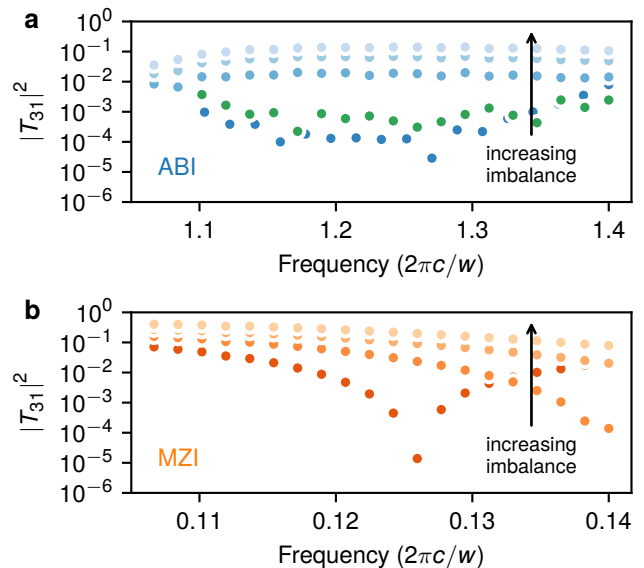 a
10^0
10^-1
10^-2
10^-3
10^-4
10^-5
10^-6
|T_31|^2
ABI
increasing
imbalance
1.1 1.2 1.3 1.4
Frequency (2πc/w)
b
10^0
10^-1
10^-2
10^-3
10^-4
10^-5
10^-6
|T_31|^2
MZI
increasing
imbalance
0.11 0.12 0.13 0.14
Frequency (2πc/w)